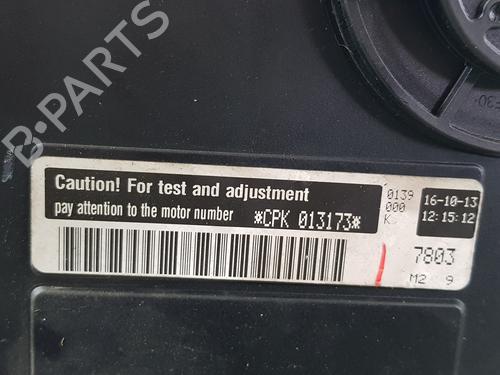 B-PARTS
030
Caution! For test and adjustment
pay attention to the motor number *CPK 013173*
0139
000
K
16-10-13
12:15:12
7803
M2 9